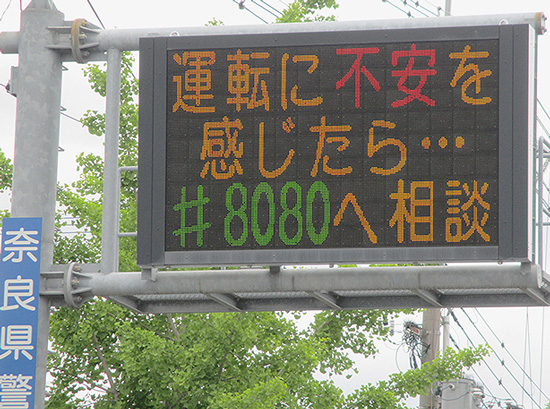 運転に不安を
感じたら…
#8080へ相談
奈良県警